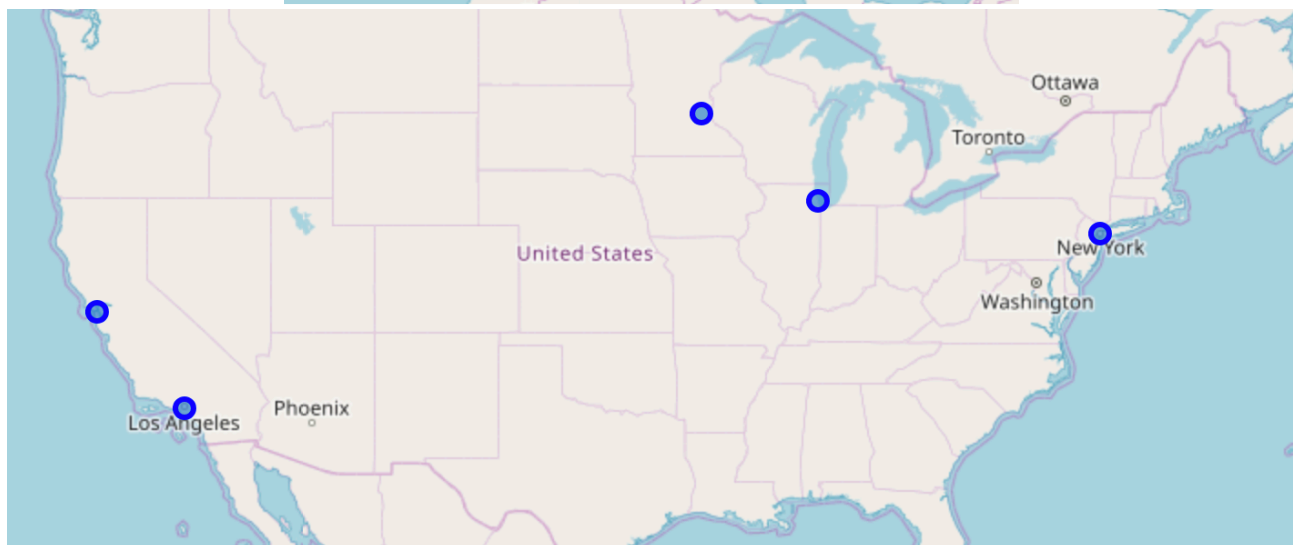 Ottawa
Toronto
New York
United States
Washington
Phoenix
Los Angeles